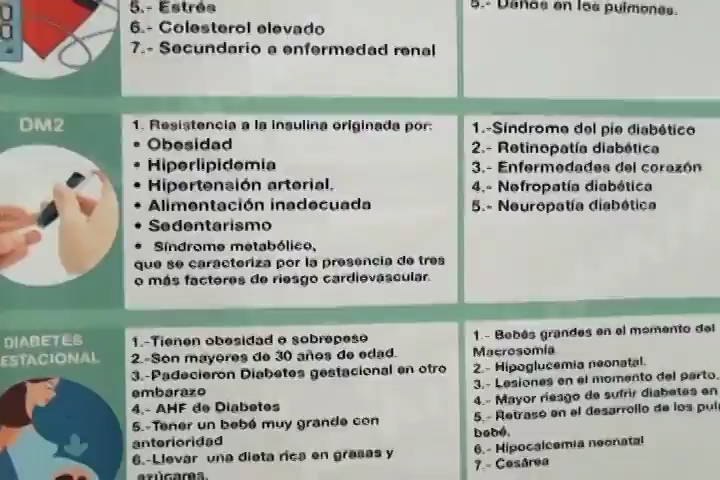 5.- Estrés
6.- Colesterol elevado
7.- Secundario a enfermedad renal
5.- Daños en los pulmones.
DM2
1. Resistencia a la insulina originada por:
• Obesidad
• Hiperlipidemia
• Hipertensión arterial.
• Alimentación inadecuada
• Sedentarismo
• Síndrome metabólico,
que se caracteriza por la presencia de tres
o más factores de riesgo cardievascular.
1.-Síndrome del pie diabético
2.- Retinopatía diabética
3.- Enfermedades del corazón
4.- Nefropatía diabética
5.- Neuropatía diabética
DIABETES
ESTACIONAL
1.-Tienen obesidad o sobrepeso
2.-Son mayores de 30 años de edad.
3.-Padecieron Diabetes gestacional en otro
embarazo
4.- AHF de Diabetes
5.-Tener un bebé muy grande con
anterioridad
6.-Llevar una dieta rica en grasas y
azúcares.
1.- Bebés grandes en el momento del
Macrosomía
2.- Hipoglucemia neonatal.
3.- Lesiones en el momento del parto.
4.- Mayor riesgo de sufrir diabetes en
5.- Retraso en el desarrollo de los pul
bebé.
6.- Hipocalcemia neonatal
7.- Cesárea